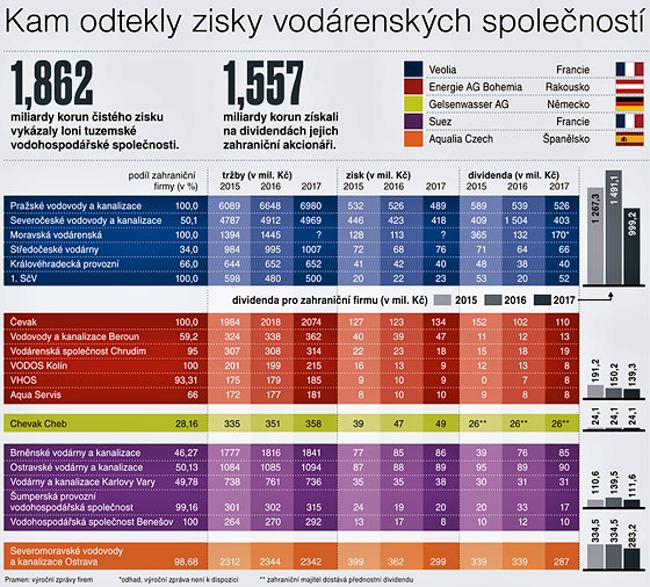 Kam odtekly zisky vodárenských společností
1,862
miliardy korun čistého zisku
vykázaly loni tuzemské
vodohospodářské společnosti.
1,557
miliardy korun získali
na dividendách jejich
zahraniční akcionáři.
Veolia Francie
Energie AG Bohemia Rakousko
Gelsenwasser AG Německo
Suez Francie
Aqualia Czech Španělsko
podíl zahraniční firmy (v %) tržby (v mil. Kč) zisk (v mil. Kč) dividenda (v mil. Kč)
2015 2016 2017 2015 2016 2017 2015 2016 2017
Pražské vodovody a kanalizace 100,0 6089 6648 6980 532 526 489 589 539 526
Severočeské vodovody a kanalizace 50,1 4787 4912 4969 446 423 418 409 1 504 403
Moravská vodárenská 100,0 1394 1445 ? 128 113 ? 365 132 170*
Středočeské vodárny 34,0 984 995 1007 72 68 76 71 64 66
Královéhradecká provozní 66,0 644 652 652 41 42 40 48 38 40
1. SčV 100,0 598 480 500 20 22 23 53 20 52
1 267,3 1 491,1 999,2
dividenda pro zahraniční firmu (v mil. Kč) 2015 2016 2017
Čevak 100,0 1984 2018 2074 127 123 134 152 102 110
Vodovody a kanalizace Beroun 59,2 324 338 362 40 39 47 11 12 13
Vodárenská společnost Chrudim 95 307 308 314 22 23 18 15 18 19
VODOS Kolín 100 201 199 215 16 13 9 12 13 8
VHOS 93,31 175 179 185 9 10 9 0 7 8
Aqua Servis 66 172 177 181 8 10 10 9 8 8
191,2 150,2 139,3
Chevak Cheb 28,16 335 351 358 39 47 49 26** 26** 26**
24,1 24,1 24,1
Brněnské vodárny a kanalizace 46,27 1777 1816 1841 77 87 86 39 76 85
Ostravské vodárny a kanalizace 50,13 1084 1085 1094 87 88 89 95 89 90
Vodárny a kanalizace Karlovy Vary 49,78 738 761 736 35 35 38 30 31 31
Šumperská provozní
vodohospodářská společnost 99,16 301 302 315 24 19 20 20 33 17
Vodohospodářská společnost Benešov 100 264 270 292 13 17 8 10 12 10
110,6 139,5 111,6
Severomoravské vodovody
a kanalizace Ostrava 98,68 2312 2344 2342 399 362 299 339 339 287
334,5 334,5 283,2
Pramen: výroční zprávy firem *odhad, výroční zpráva není k dispozici ** zahraniční majitel dostává přednostní dividendu